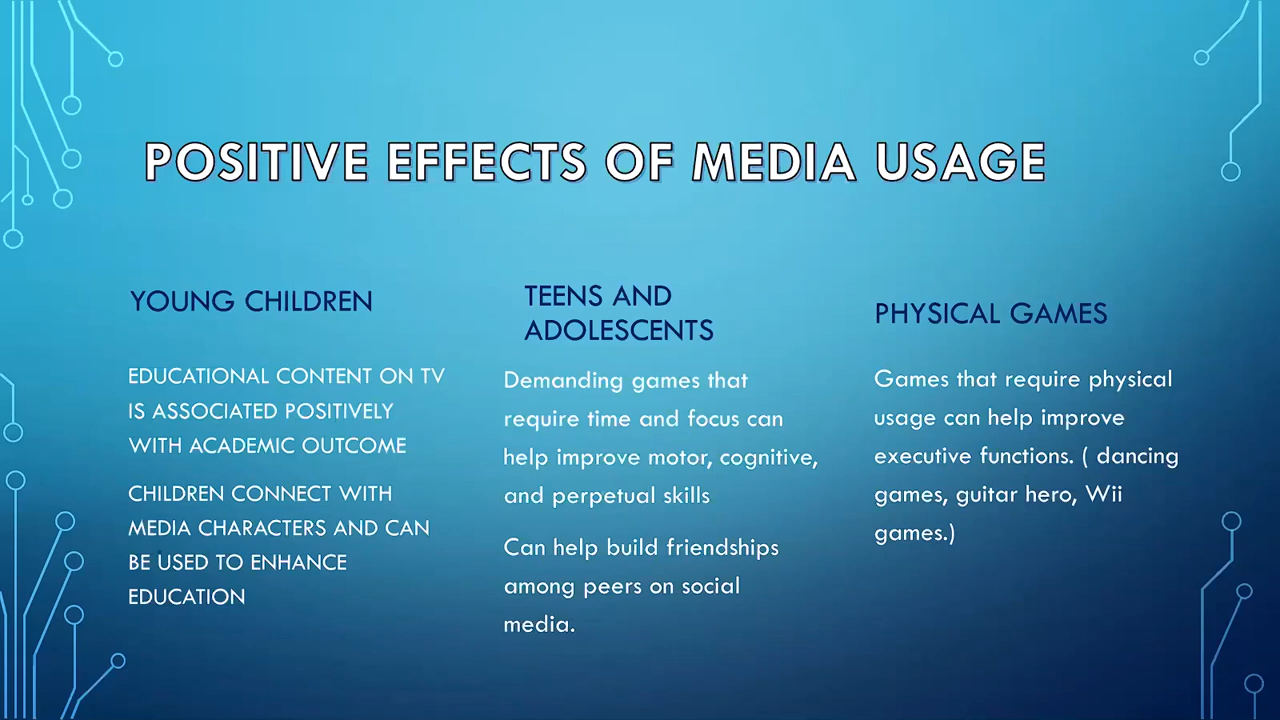 POSITIVE EFFECTS OF MEDIA USAGE
YOUNG CHILDREN
EDUCATIONAL CONTENT ON TV
IS ASSOCIATED POSITIVELY
WITH ACADEMIC OUTCOME
CHILDREN CONNECT WITH
MEDIA CHARACTERS AND CAN
BE USED TO ENHANCE
EDUCATION
TEENS AND
ADOLESCENTS
Demanding games that
require time and focus can
help improve motor, cognitive,
and perpetual skills
Can help build friendships
among peers on social
media.
PHYSICAL GAMES
Games that require physical
usage can help improve
executive functions. ( dancing
games, guitar hero, Wii
games.)